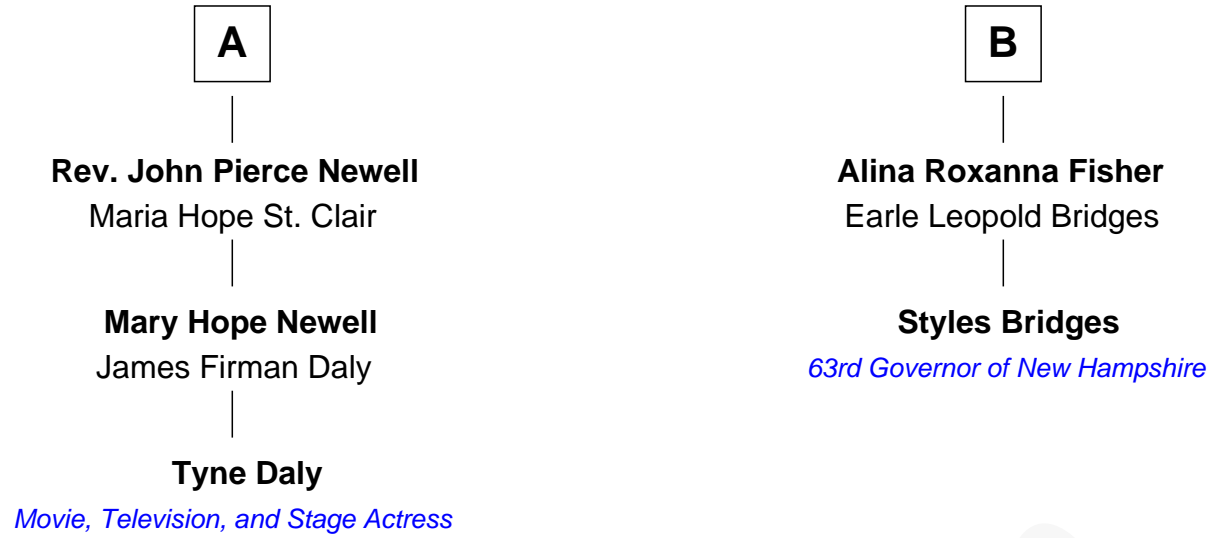 A
B
Rev. John Pierce Newell
Maria Hope St. Clair
Alina Roxanna Fisher
Earle Leopold Bridges
Mary Hope Newell
James Firman Daly
Styles Bridges
63rd Governor of New Hampshire
Tyne Daly
Movie, Television, and Stage Actress